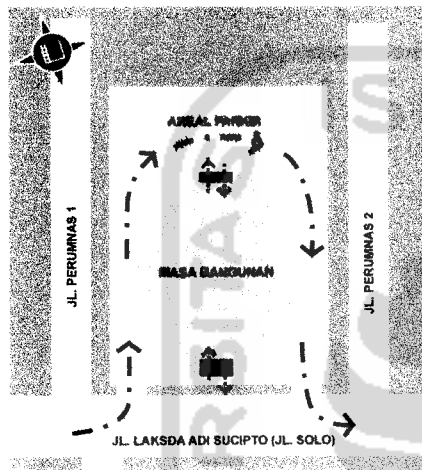 AREAL PARKIR
JL. PERUMNAS 1
JL. PERUMNAS 2
MASA BANGUNAN
JL. LAKSDA ADI SUCIPTO (JL. SOLO)